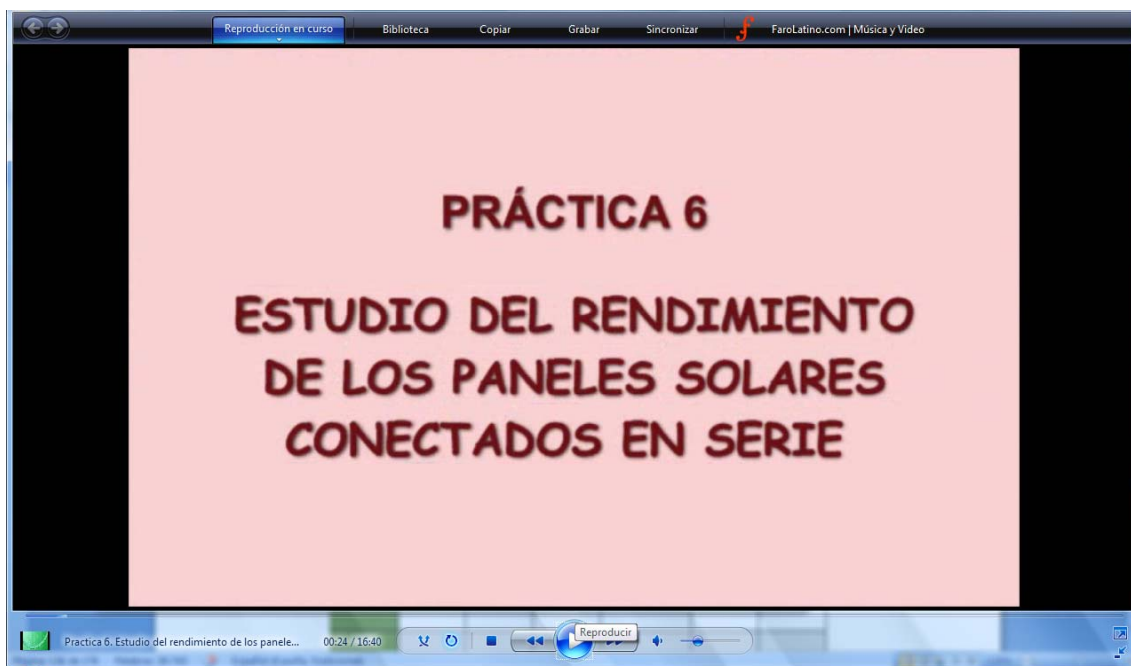 Reproducción en curso Biblioteca Copiar Grabar Sincronizar FaroLatino.com | Música y Video
PRÁCTICA 6
ESTUDIO DEL RENDIMIENTO
DE LOS PANELES SOLARES
CONECTADOS EN SERIE
Practica 6. Estudio del rendimiento de los panele... 00:24 / 16:40 Reproducir